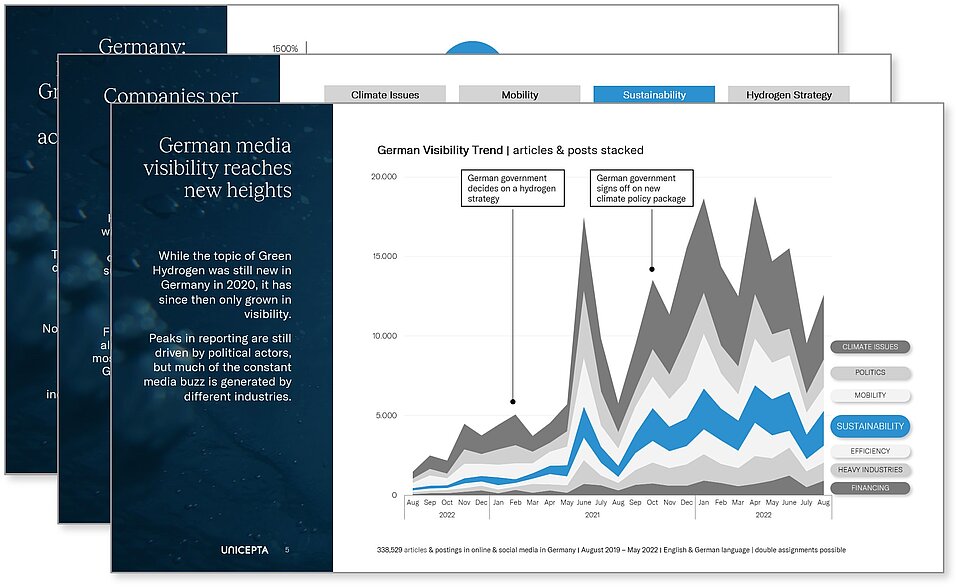 Germany:
Gr
ac
T
d
No
in
1500%
Companies per
w
s
F
al
mos
G
Climate Issues
Mobility
Sustainability
Hydrogen Strategy
German media
visibility reaches
new heights
While the topic of Green
Hydrogen was still new in
Germany in 2020, it has
since then only grown in
visibility.
Peaks in reporting are still
driven by political actors,
but much of the constant
media buzz is generated by
different industries.
UNICEPTA 5
German Visibility Trend | articles & posts stacked
20.000
15.000
10.000
5.000
0
German government
decides on a hydrogen
strategy
German government
signs off on new
climate policy package
CLIMATE ISSUES
POLITICS
MOBILITY
SUSTAINABILITY
EFFICIENCY
HEAVY INDUSTRIES
FINANCING
Aug Sep Oct Nov Dec Jan Feb Mar Apr May June July Aug Sep Oct Nov Dec Jan Feb Mar Apr May June July Aug
2022 2021 2022
338,529 articles & postings in online & social media in Germany | August 2019 – May 2022 | English & German language | double assignments possible